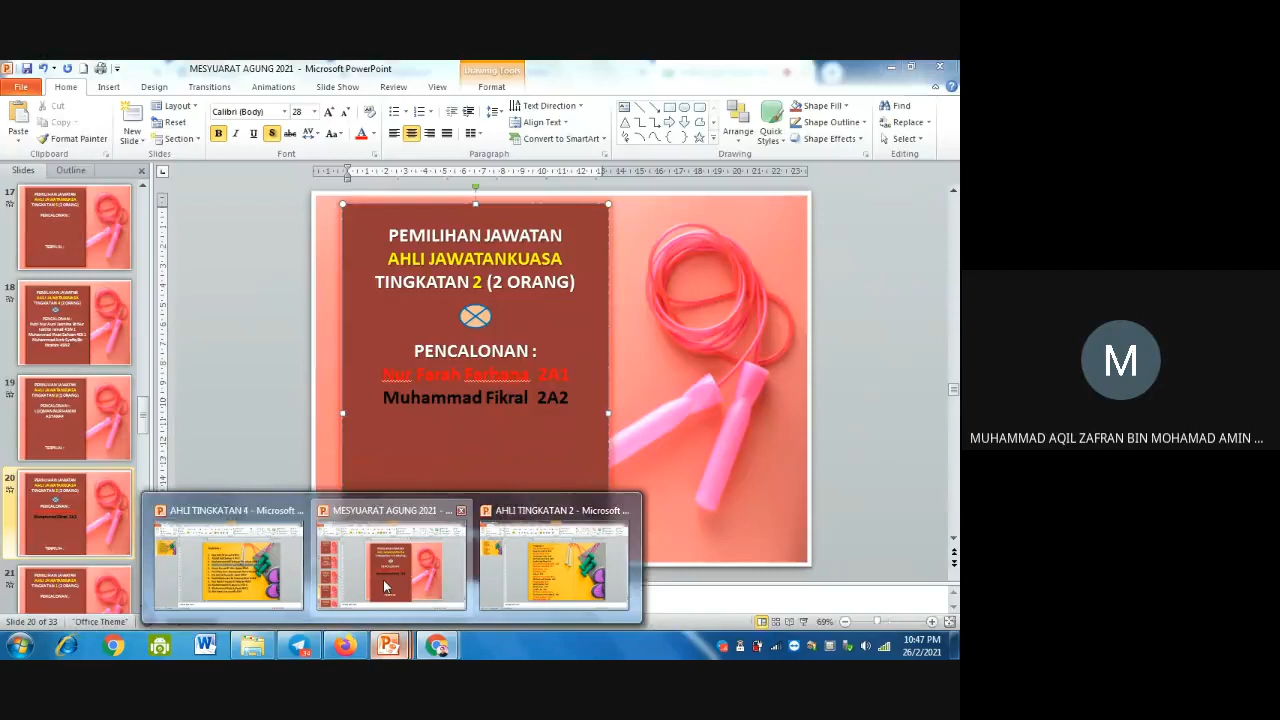 MESYUARAT AGUNG 2021 - Microsoft PowerPoint
Drawing Tools
File Home Insert Design Transitions Animations Slide Show Review View Format
Paste
Cut
Copy
Format Painter
Clipboard
New Slide
Layout
Reset
Section
Slides
Calibri (Body) 28
Font
Paragraph
Text Direction
Align Text
Convert to SmartArt
Arrange
Quick Styles
Shape Fill
Shape Outline
Shape Effects
Drawing
Find
Replace
Select
Editing
Slides Outline
17
18
19
20
21
PEMILIHAN JAWATAN
AHLI JAWATANKUASA
TINGKATAN 2 (2 ORANG)
PENCALONAN :
Nur Farah Farhana 2A1
Muhammad Fikral 2A2
AHLI TINGKATAN 4 - Microsoft ...
MESYUARAT AGUNG 2021 - ...
AHLI TINGKATAN 2 - Microsoft ...
Slide 20 of 33 "Office Theme" 69%
10:47 PM
26/2/2021
M
MUHAMMAD AQIL ZAFRAN BIN MOHAMAD AMIN ...